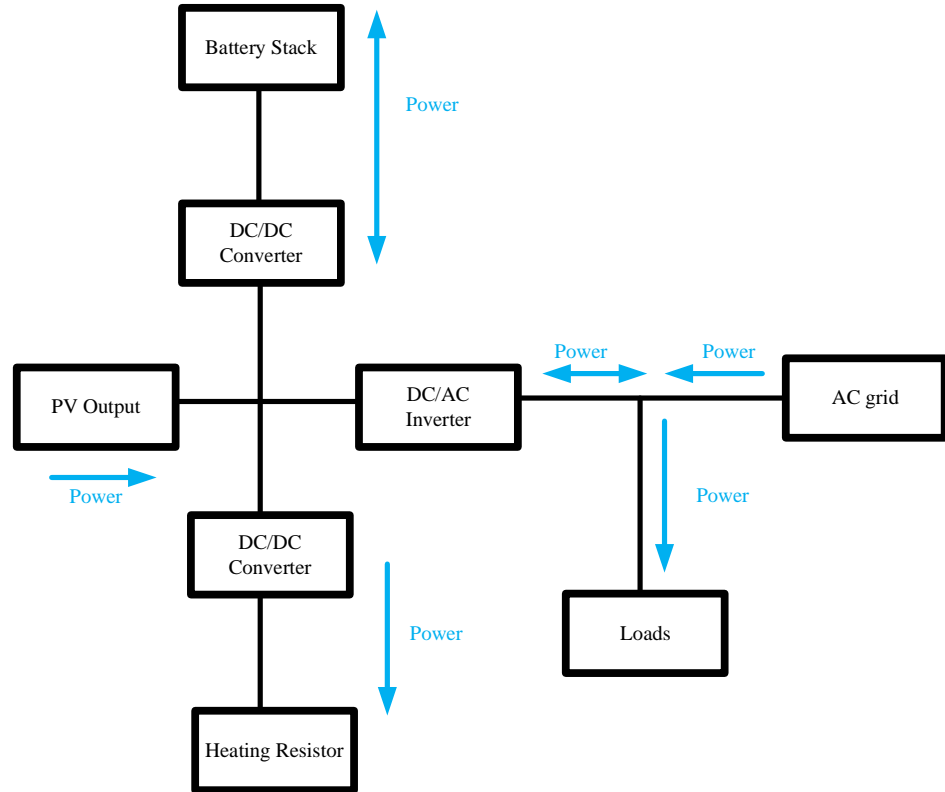 Battery Stack
Power
DC/DC
Converter
Power
Power
PV Output
DC/AC
Inverter
AC grid
Power
Power
DC/DC
Converter
Power
Loads
Heating Resistor